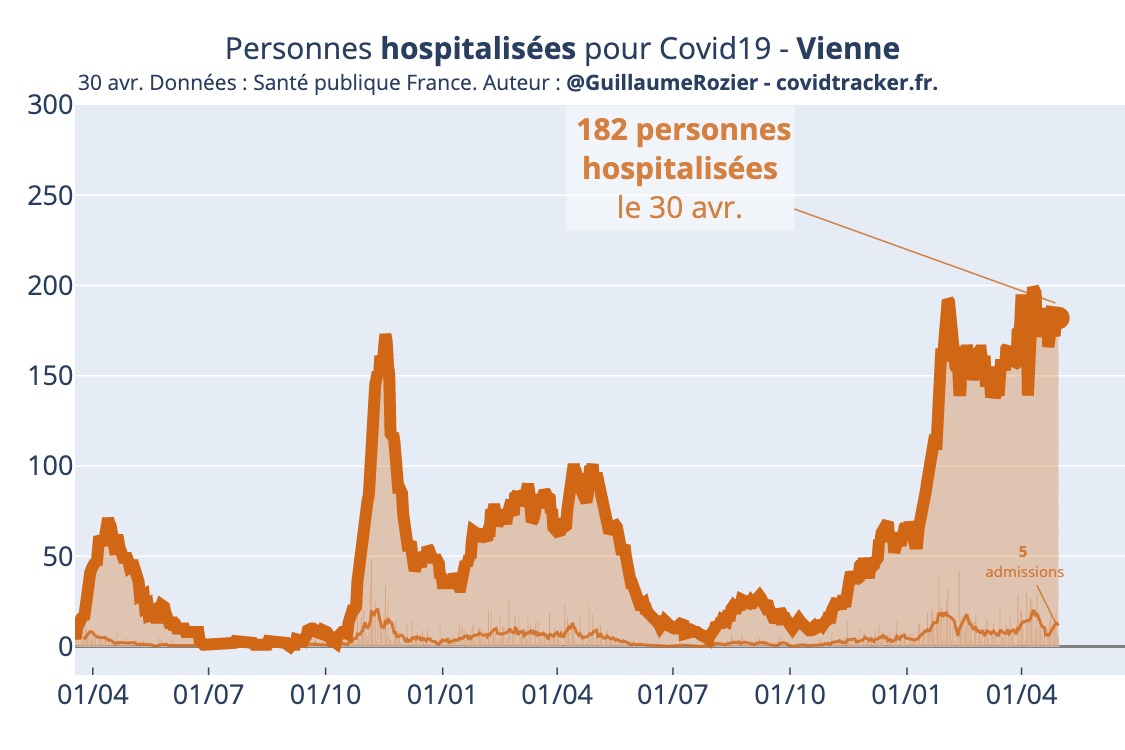 Personnes hospitalisées pour Covid19 - Vienne
30 avr. Données : Santé publique France. Auteur : @GuillaumeRozier - covidtracker.fr.
300
182 personnes
hospitalisées
le 30 avr.
250
200
150
100
50
5
admissions
0
01/04 01/07 01/10 01/01 01/04 01/07 01/10 01/01 01/04